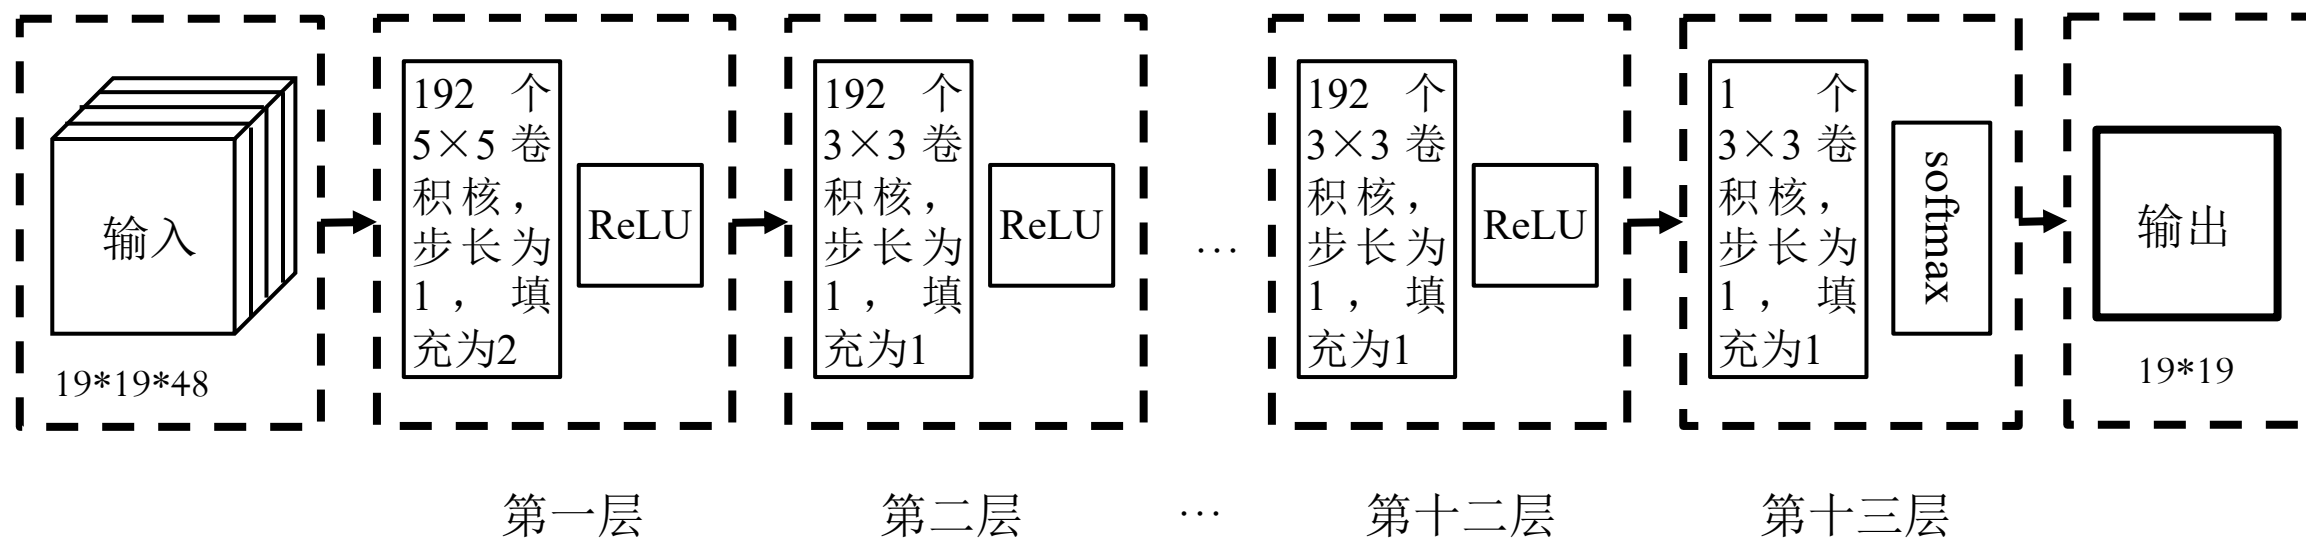 输入
19*19*48
192 个
5×5 卷
积核，
步长为
1，填
充为2
ReLU
192 个
3×3 卷
积核，
步长为
1，填
充为1
ReLU
…
192 个
3×3 卷
积核，
步长为
1，填
充为1
ReLU
1 个
3×3 卷
积核，
步长为
1，填
充为1
softmax
输出
19*19
第一层
第二层
…
第十二层
第十三层